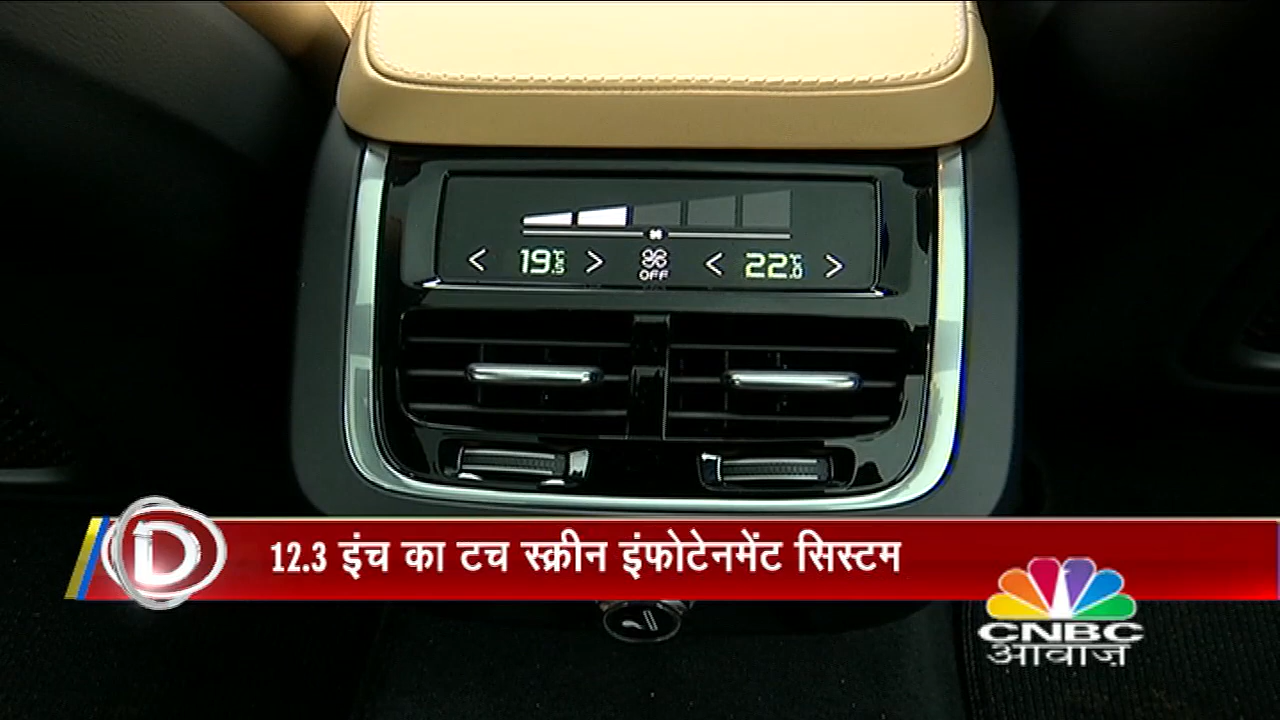 < 19.5°C > OFF < 22.0°C >
D 12.3 इंच का टच स्क्रीन इंफोटेनमेंट सिस्टम
CNBC
आवाज़